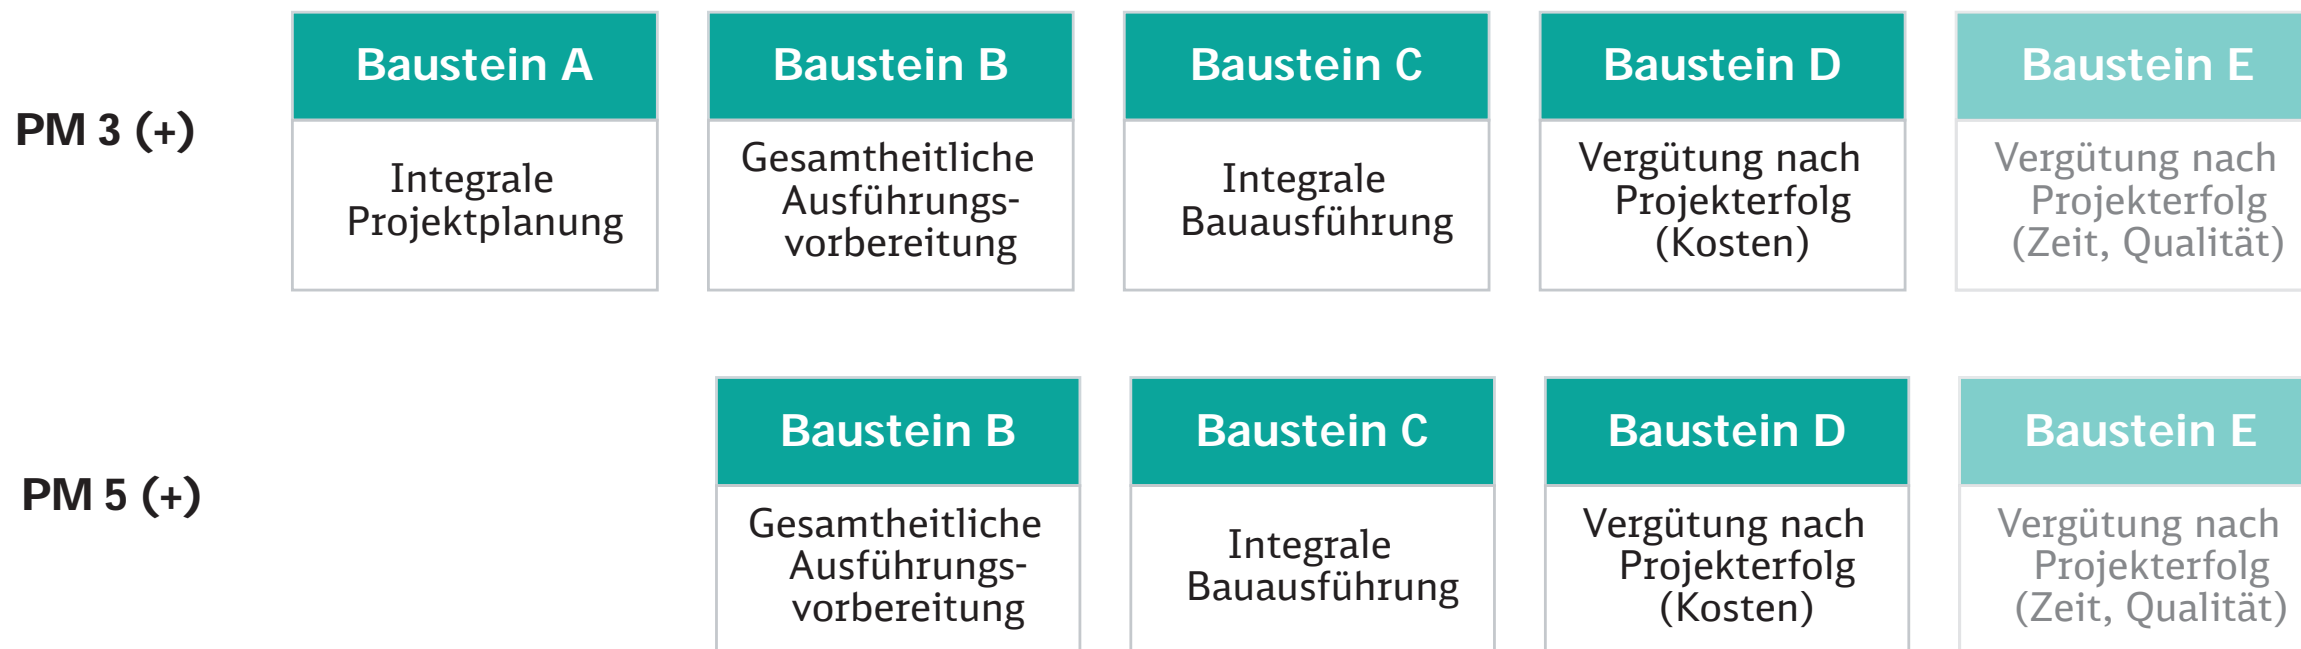 PM 3 (+)
Baustein A
Integrale
Projektplanung
Baustein B
Gesamtheitliche
Ausführungs-
vorbereitung
Baustein C
Integrale
Bauausführung
Baustein D
Vergütung nach
Projekterfolg
(Kosten)
Baustein E
Vergütung nach
Projekterfolg
(Zeit, Qualität)
PM 5 (+)
Baustein B
Gesamtheitliche
Ausführungs-
vorbereitung
Baustein C
Integrale
Bauausführung
Baustein D
Vergütung nach
Projekterfolg
(Kosten)
Baustein E
Vergütung nach
Projekterfolg
(Zeit, Qualität)